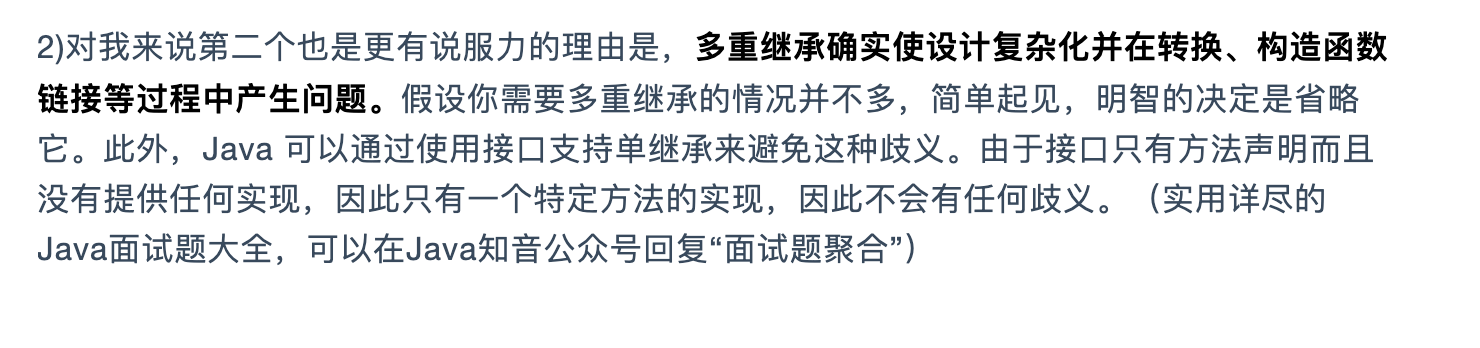 2)对我来说第二个也是更有说服力的理由是，多重继承确实使设计复杂化并在转换、构造函数
链接等过程中产生问题。假设你需要多重继承的情况并不多，简单起见，明智的决定是省略
它。此外，Java 可以通过使用接口支持单继承来避免这种歧义。由于接口只有方法声明而且
没有提供任何实现，因此只有一个特定方法的实现，因此不会有任何歧义。（实用详尽的
Java面试题大全，可以在Java知音公众号回复“面试题聚合”）